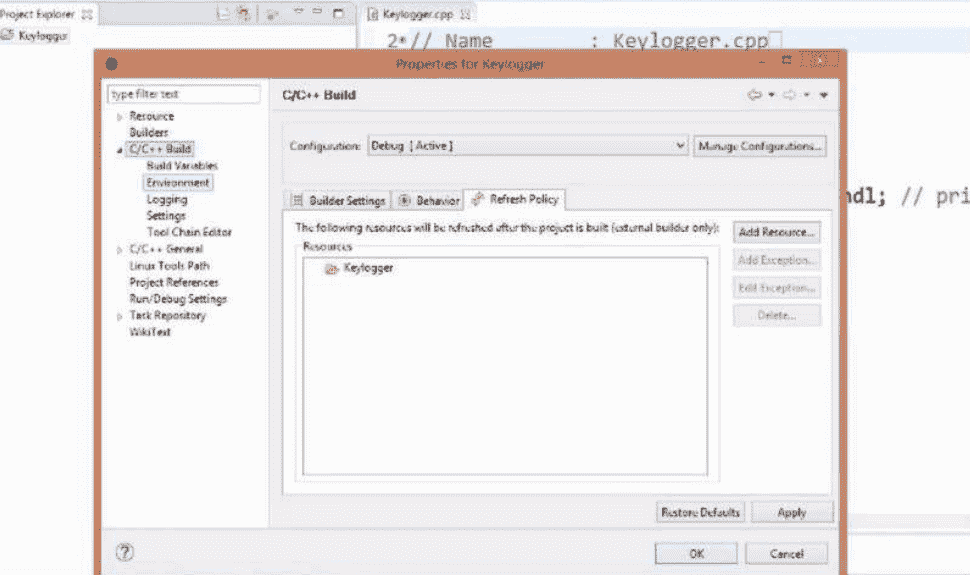 Project Explorer
Keylogger.cpp
Keylogger
2 // Name : Keylogger.cpp
Properties for Keylogger
type filter text
C/C++ Build
Resource
Builders
C/C++ Build
Build Variables
Environment
Logging
Settings
Tool Chain Editor
C/C++ General
Linux Tools Path
Project References
Run/Debug Settings
Task Repository
WikiText
Configuration: Debug [ Active ]
Manage Configurations...
Builder Settings
Behavior
Refresh Policy
ndl; // pri
The following resources will be refreshed after the project is built (external builder only):
Resources
Keylogger
Add Resource...
Add Exception...
Edit Exception...
Delete...
Restore Defaults
Apply
OK
Cancel